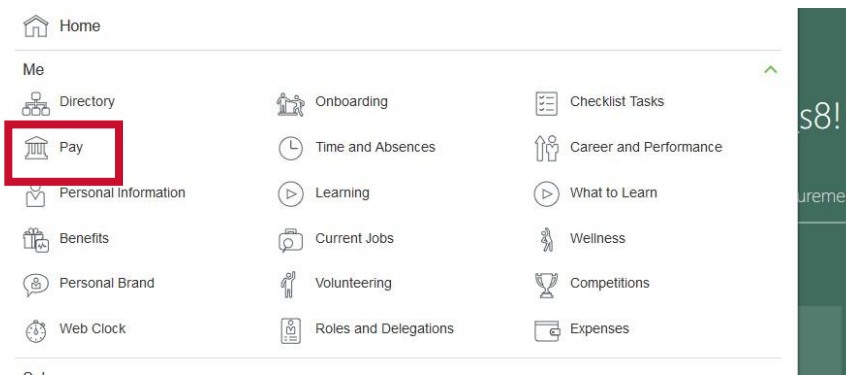 Home
Me
Directory
Onboarding
Checklist Tasks
Pay
Time and Absences
Career and Performance
Personal Information
Learning
What to Learn
Benefits
Current Jobs
Wellness
Personal Brand
Volunteering
Competitions
Web Clock
Roles and Delegations
Expenses
s8!
ureme